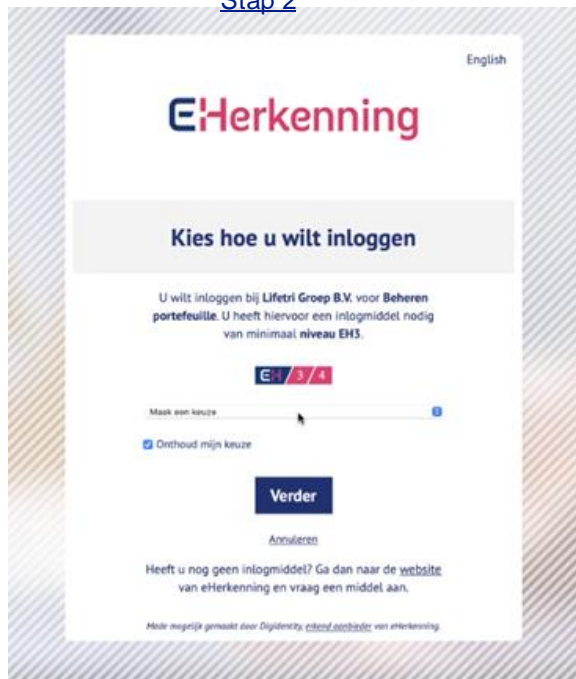 Stap 2
English
EHerkenning
Kies hoe u wilt inloggen
U wilt inloggen bij Lifetri Groep B.V. voor Beheren
portefeuille. U heeft hiervoor een inlogmiddel nodig
van minimaal niveau EH3.
EH/3/4
Maak een keuze
Onthoud mijn keuze
Verder
Annuleren
Heeft u nog geen inlogmiddel? Ga dan naar de website
van eHerkenning en vraag een middel aan.
Mede mogelijk gemaakt door Digidentity, erkend aanbieder van eHerkenning.